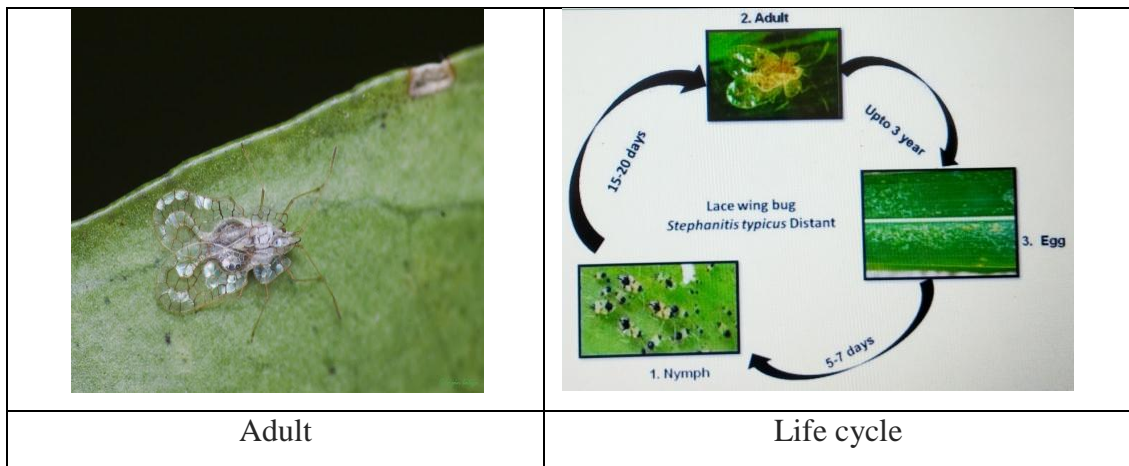 2. Adult
15-20 days
Upto 3 year
Lace wing bug
Stephanitis typicus Distant
3. Egg
5-7 days
1. Nymph
Adult
Life cycle